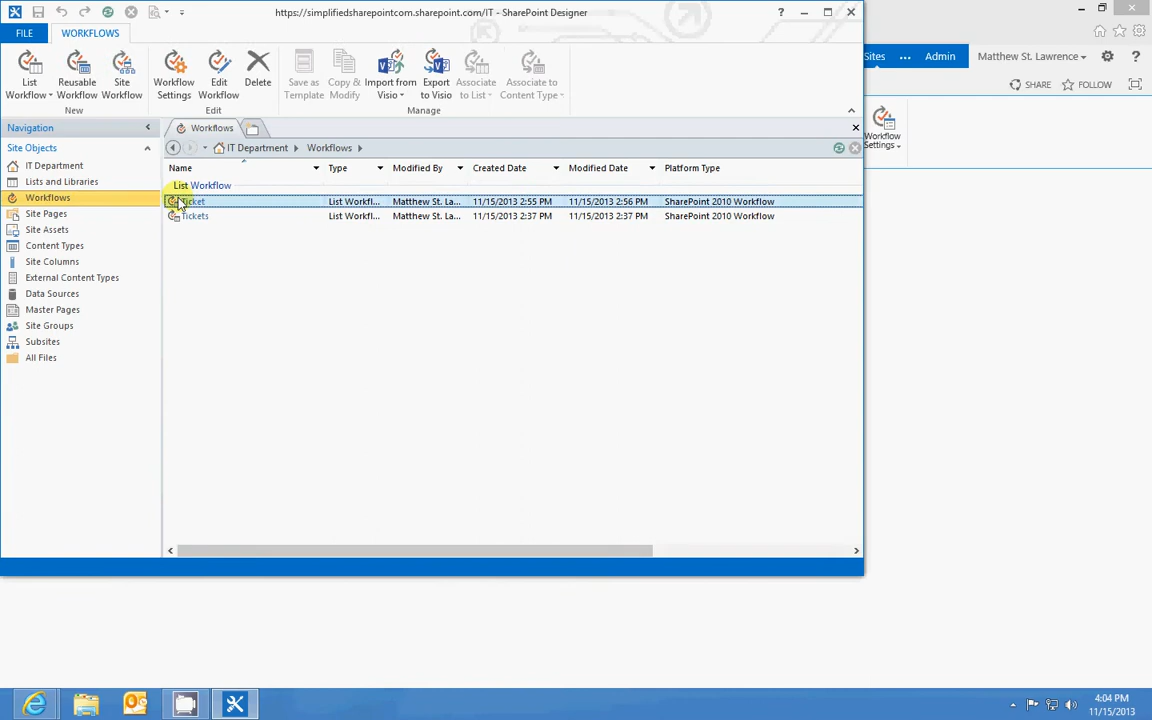 https://simplifiedsharepointcom.sharepoint.com/IT - SharePoint Designer
FILE WORKFLOWS
Sites Admin Matthew St. Lawrence
List Workflow
Reusable Workflow
Site Workflow
New
Workflow Settings
Edit Workflow
Delete
Edit
Save as Template
Copy & Modify
Import from Visio
Export to Visio
Associate to List
Associate to Content Type
Manage
SHARE FOLLOW
Workflow Settings
Navigation
Site Objects
IT Department
Lists and Libraries
Workflows
Site Pages
Site Assets
Content Types
Site Columns
External Content Types
Data Sources
Master Pages
Site Groups
Subsites
All Files
Workflows
IT Department Workflows
Name Type Modified By Created Date Modified Date Platform Type
List Workflow
Ticket List Workfl... Matthew St. La... 11/15/2013 2:55 PM 11/15/2013 2:56 PM SharePoint 2010 Workflow
Tickets List Workfl... Matthew St. La... 11/15/2013 2:37 PM 11/15/2013 2:37 PM SharePoint 2010 Workflow
4:04 PM
11/15/2013